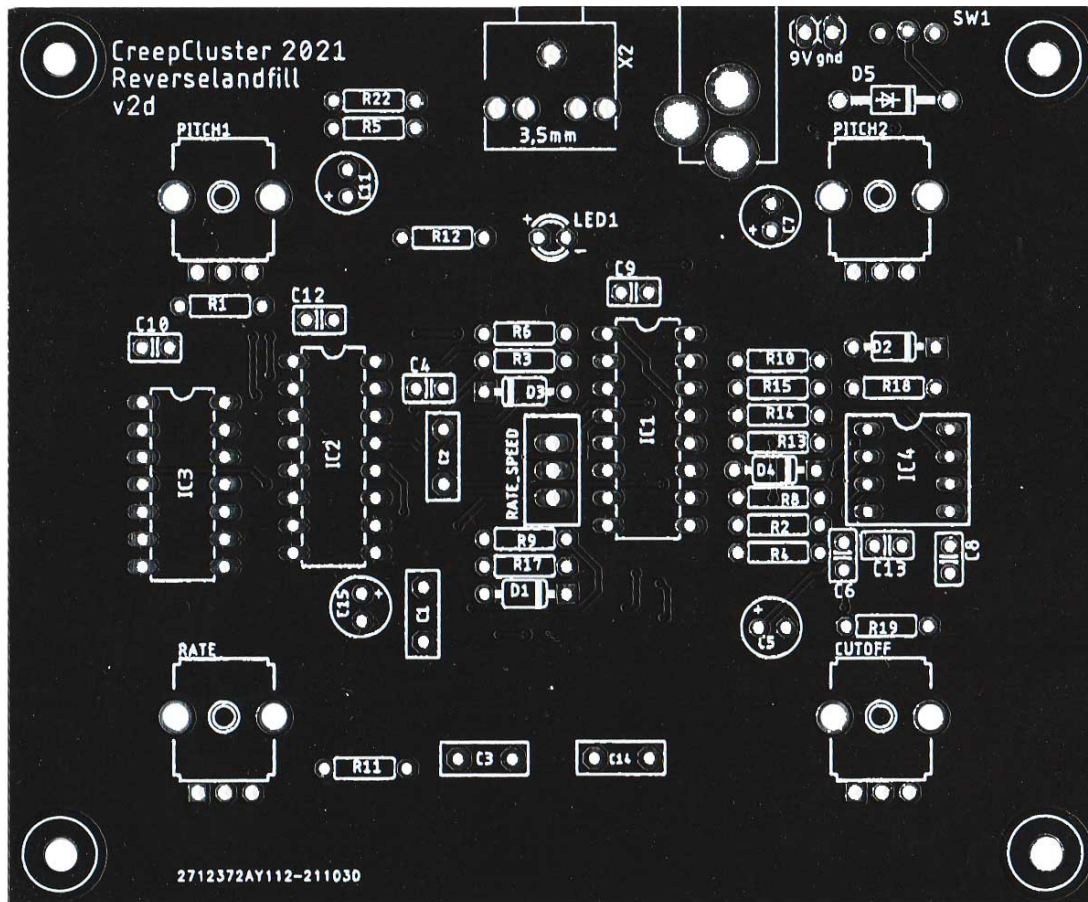 CreepCluster 2021
Reverselandfill
v2d
X2
3,5mm
9V gnd
SW1
D5
R22
R5
C11
PITCH1
PITCH2
C7
R12
+
LED1
-
C9
R1
C12
C10
R6
R3
D3
C4
C2
RATE_SPEED
IC1
IC2
IC3
R10
R15
R14
R13
D4
R8
R2
R4
D2
R18
IC4
R9
R17
D1
C6
C13
C8
C15
C1
C5
R19
RATE
CUTOFF
R11
C3
C14
2712372AY112-211030